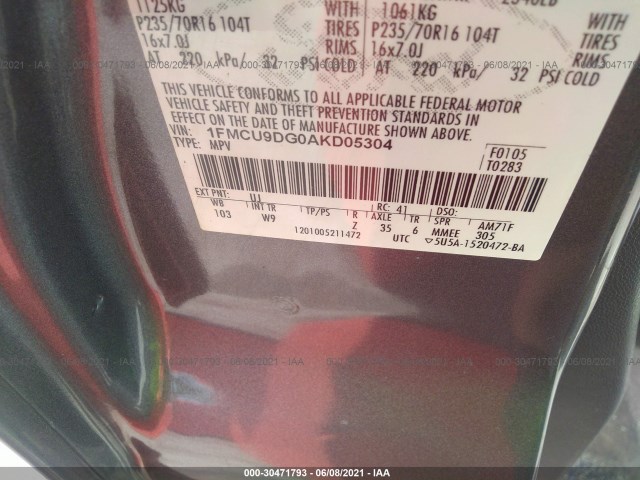 1125KG WITH 1061KG WITH
P235/70R16 104T TIRES P235/70R16 104T TIRES
16x7.0J RIMS 16x7.0J RIMS
AT 220 kPa/ 32 PSI COLD AT 220 kPa/ 32 PSI COLD
THIS VEHICLE CONFORMS TO ALL APPLICABLE FEDERAL MOTOR
VEHICLE SAFETY AND THEFT PREVENTION STANDARDS IN
EFFECT ON THE DATE OF MANUFACTURE SHOWN ABOVE.
VIN: 1FMCU9DG0AKD05304
TYPE: MPV
F0105
T0283
EXT PNT: UJ RC: 41 DSO:
WB INT TR TP/PS R AXLE TR SPR AM71F
103 W9 Z 35 6 MMEE 305
1201005211472 UTC ▽5U5A-1520472-BA
000-30471793 - 06/08/2021 - IAA